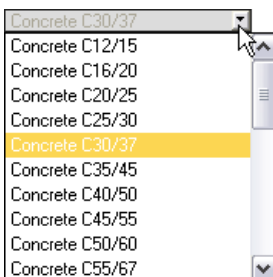 Concrete C30/37
Concrete C12/15
Concrete C16/20
Concrete C20/25
Concrete C25/30
Concrete C30/37
Concrete C35/45
Concrete C40/50
Concrete C45/55
Concrete C50/60
Concrete C55/67